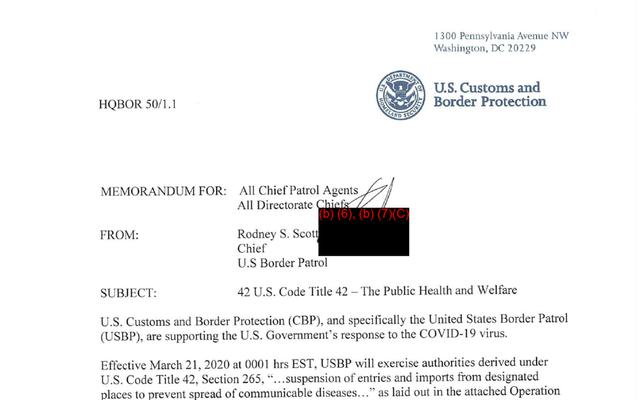 1300 Pennsylvania Avenue NW
Washington, DC 20229
U.S. Customs and
Border Protection
HQBOR 50/1.1
MEMORANDUM FOR: All Chief Patrol Agents
All Directorate Chiefs
(b) (6), (b) (7)(C)
FROM: Rodney S. Scott
Chief
U.S Border Patrol
SUBJECT: 42 U.S. Code Title 42 – The Public Health and Welfare
U.S. Customs and Border Protection (CBP), and specifically the United States Border Patrol
(USBP), are supporting the U.S. Government's response to the COVID-19 virus.
Effective March 21, 2020 at 0001 hrs EST, USBP will exercise authorities derived under
U.S. Code Title 42, Section 265, “…suspension of entries and imports from designated
places to prevent spread of communicable diseases…” as laid out in the attached Operation